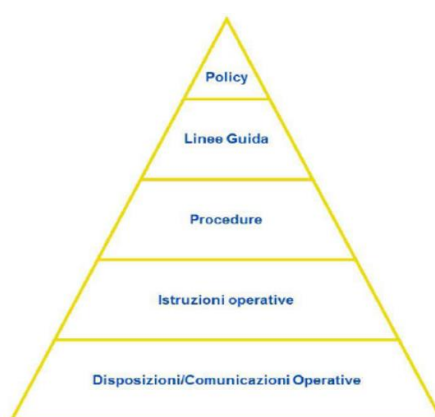 Policy
Linee Guida
Procedure
Istruzioni operative
Disposizioni/Comunicazioni Operative